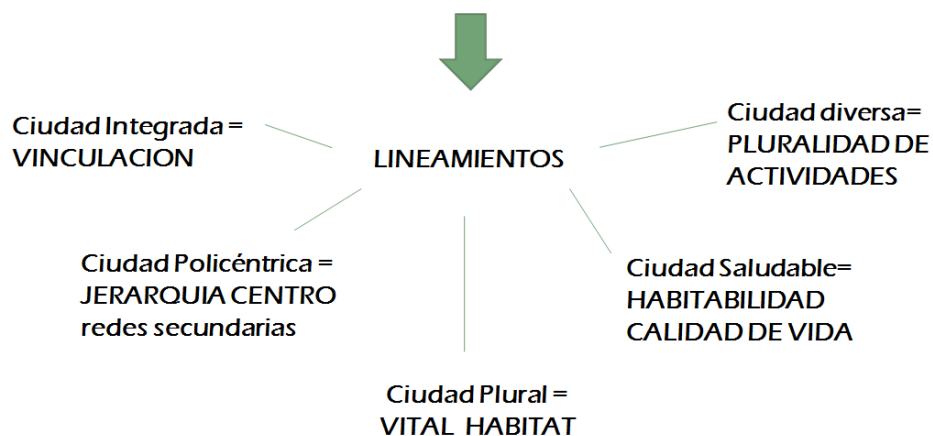 Ciudad Integrada =
VINCULACION
LINEAMIENTOS
Ciudad diversa=
PLURALIDAD DE
ACTIVIDADES
Ciudad Policéntrica =
JERARQUIA CENTRO
redes secundarias
Ciudad Saludable=
HABITABILIDAD
CALIDAD DE VIDA
Ciudad Plural =
VITAL HABITAT